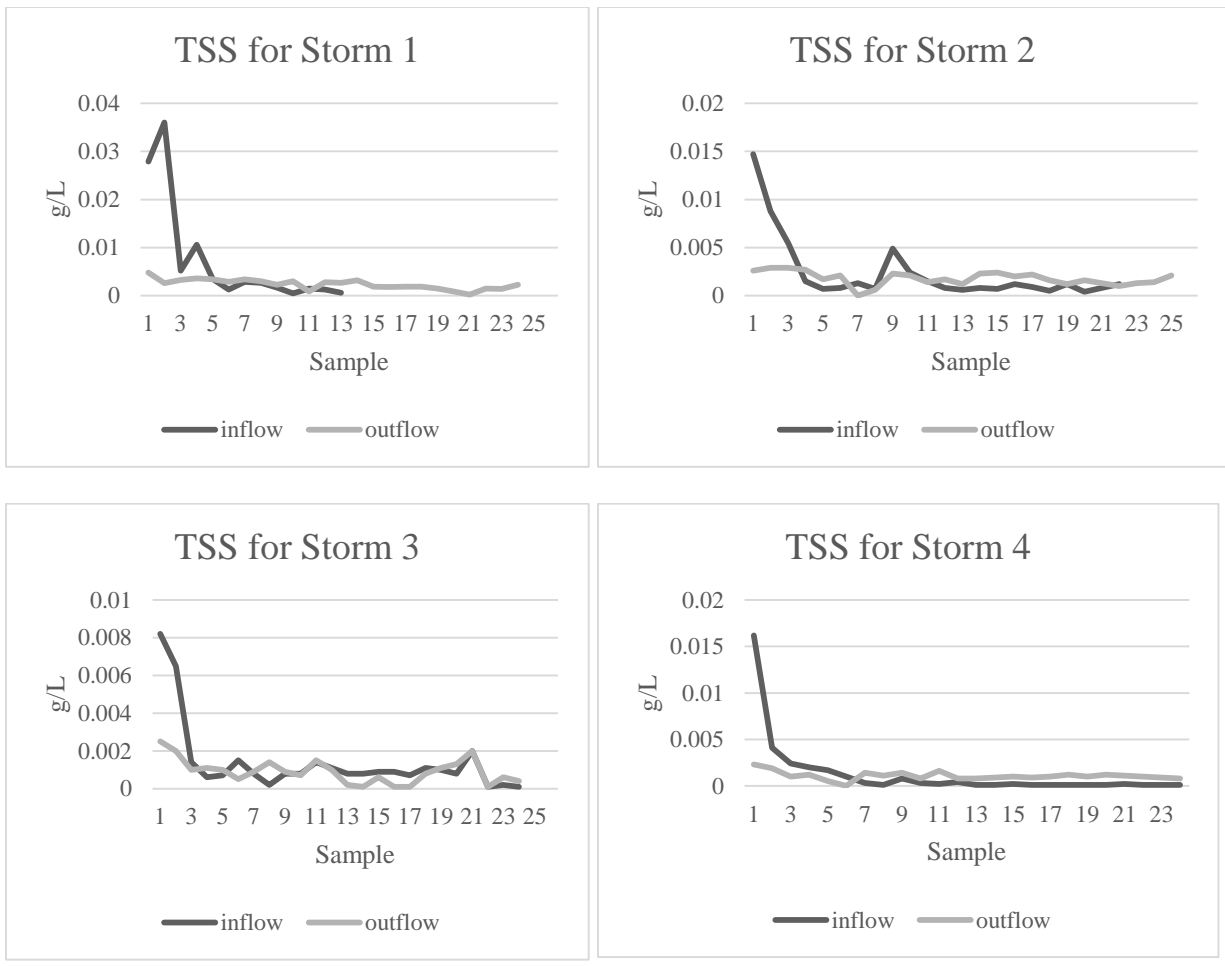 TSS for Storm 1
0.04
0.03
0.02
0.01
0
g/L
1 3 5 7 9 11 13 15 17 19 21 23 25
Sample
inflow outflow
TSS for Storm 2
0.02
0.015
0.01
0.005
0
g/L
1 3 5 7 9 11 13 15 17 19 21 23 25
Sample
inflow outflow
TSS for Storm 3
0.01
0.008
0.006
0.004
0.002
0
g/L
1 3 5 7 9 11 13 15 17 19 21 23 25
Sample
inflow outflow
TSS for Storm 4
0.02
0.015
0.01
0.005
0
g/L
1 3 5 7 9 11 13 15 17 19 21 23
Sample
inflow outflow